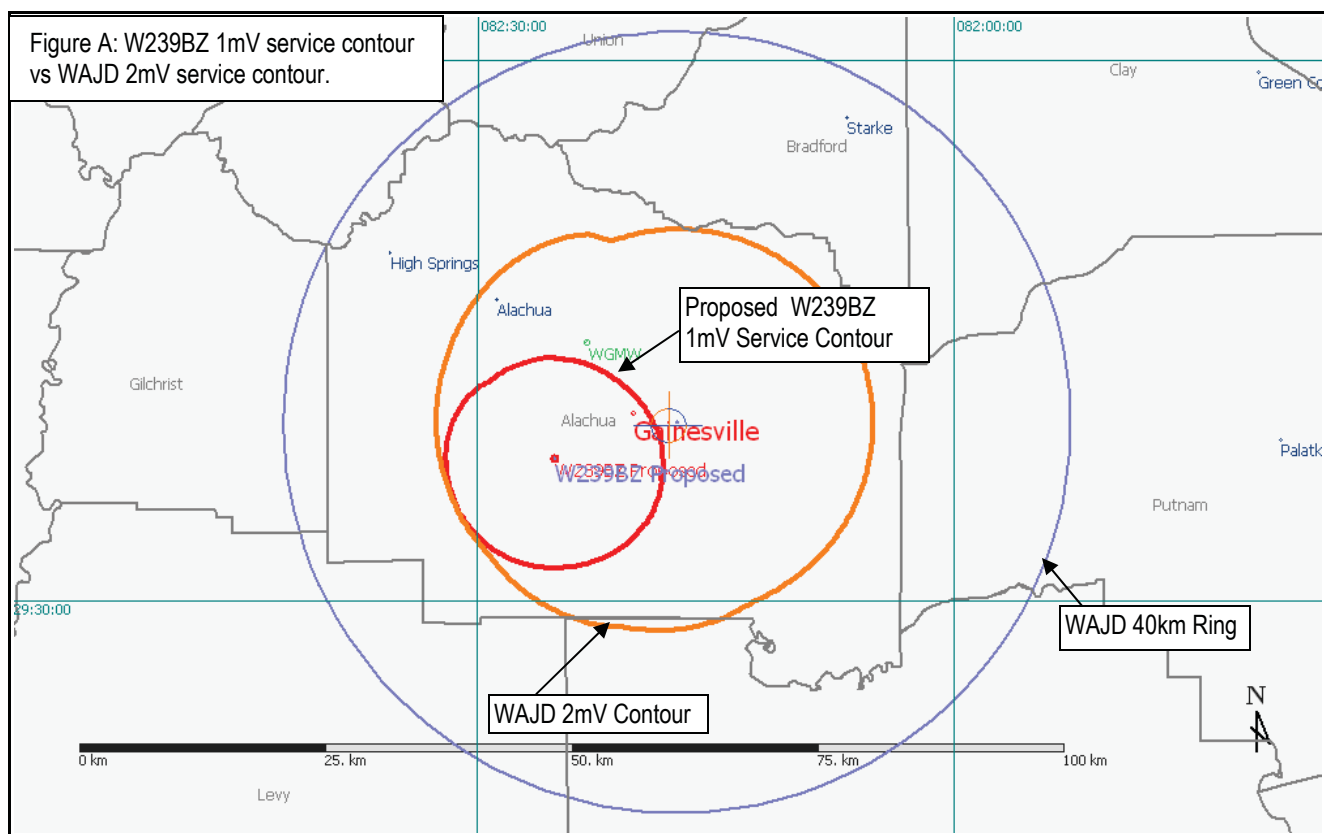 Figure A: W239BZ 1mV service contour
vs WAJD 2mV service contour.
082:30:00
082:00:00
Union
Clay
Green Co
Starke
Bradford
High Springs
Alachua
Proposed W239BZ
1mV Service Contour
WGMW
Gilchrist
Alachua
Gainesville
W239BZ Proposed
W239BZ Proposed
Palatk
Putnam
29:30:00
WAJD 40km Ring
WAJD 2mV Contour
N
0 km
25. km
50. km
75. km
100 km
Levy